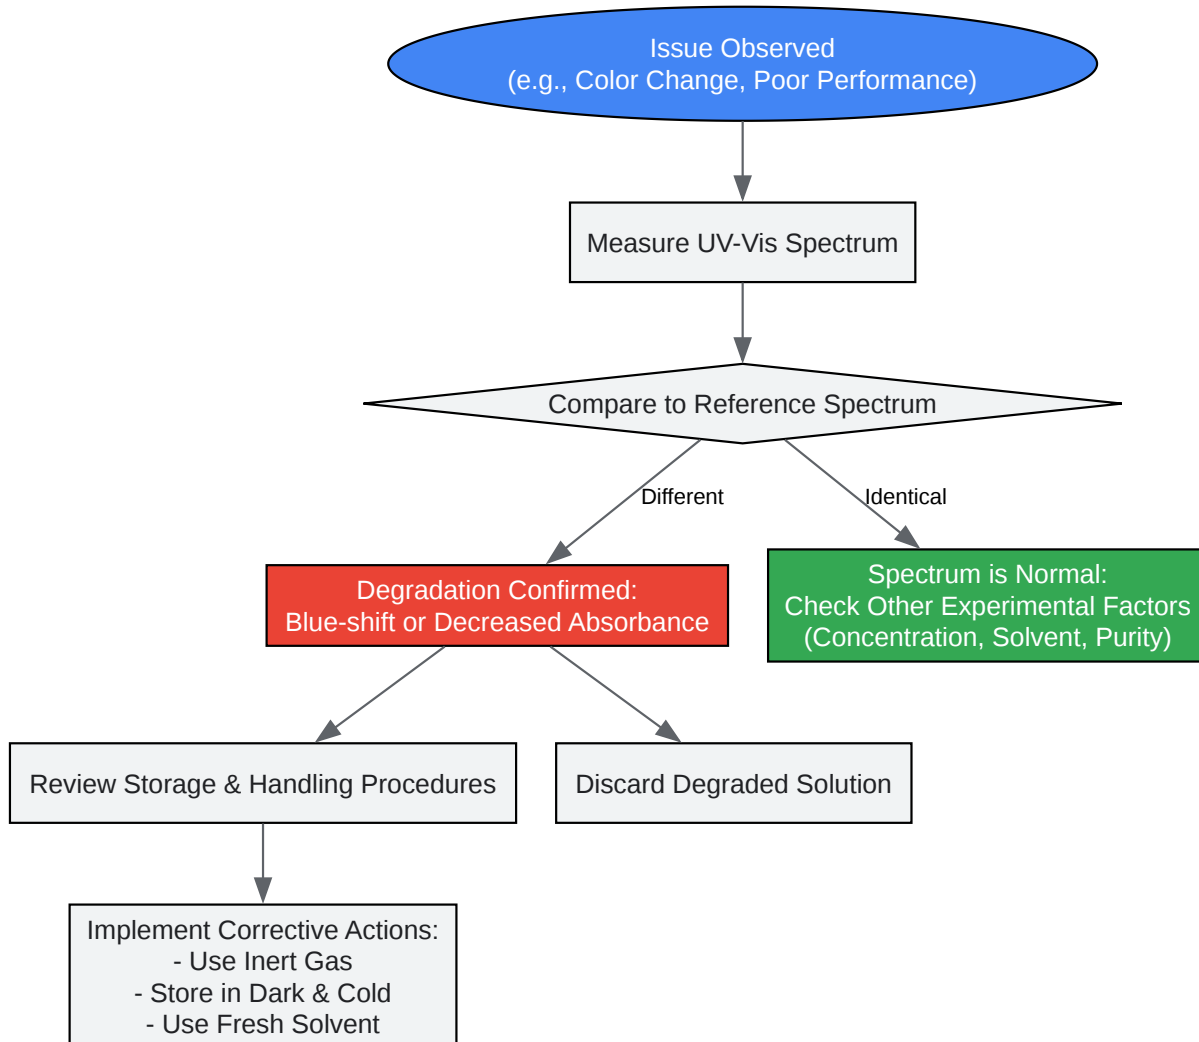 Issue Observed
(e.g., Color Change, Poor Performance)
Measure UV-Vis Spectrum
Compare to Reference Spectrum
Different
Identical
Degradation Confirmed:
Blue-shift or Decreased Absorbance
Spectrum is Normal:
Check Other Experimental Factors
(Concentration, Solvent, Purity)
Review Storage & Handling Procedures
Discard Degraded Solution
Implement Corrective Actions:
- Use Inert Gas
- Store in Dark & Cold
- Use Fresh Solvent